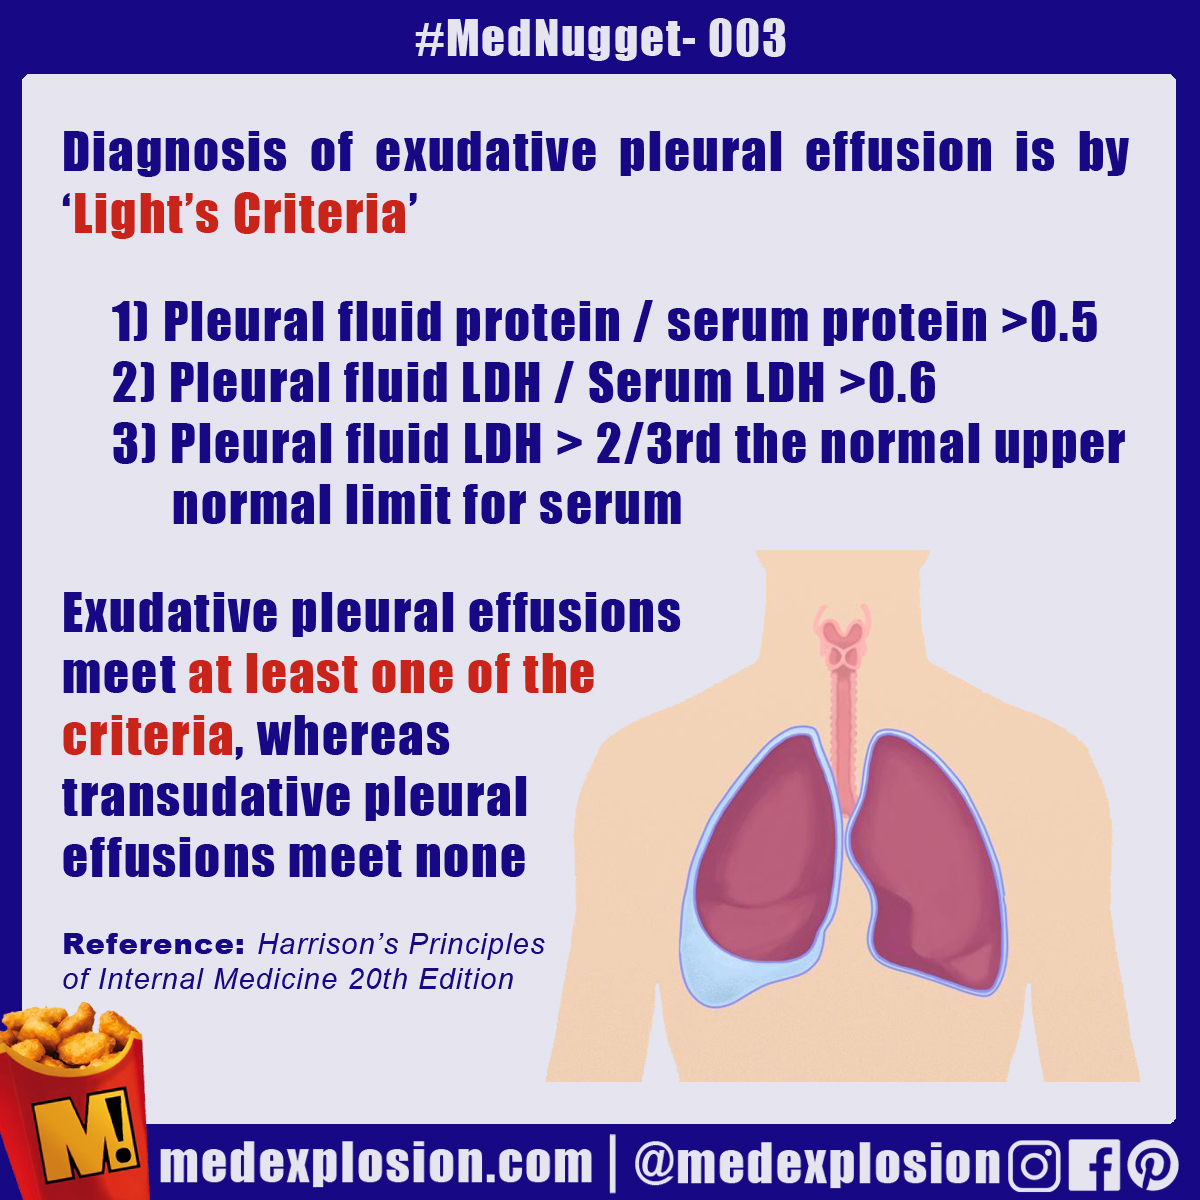 #MedNugget- 003
Diagnosis of exudative pleural effusion is by
‘Light’s Criteria’
1) Pleural fluid protein / serum protein >0.5
2) Pleural fluid LDH / Serum LDH >0.6
3) Pleural fluid LDH > 2/3rd the normal upper
normal limit for serum
Exudative pleural effusions
meet at least one of the
criteria, whereas
transudative pleural
effusions meet none
Reference: Harrison’s Principles
of Internal Medicine 20th Edition
M!
medexplosion.com | @medexplosion